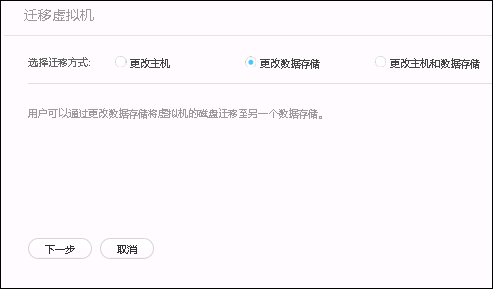 迁移虚拟机
选择迁移方式: 更改主机 更改数据存储 更改主机和数据存储
用户可以通过更改数据存储将虚拟机的磁盘迁移至另一个数据存储。
下一步 取消